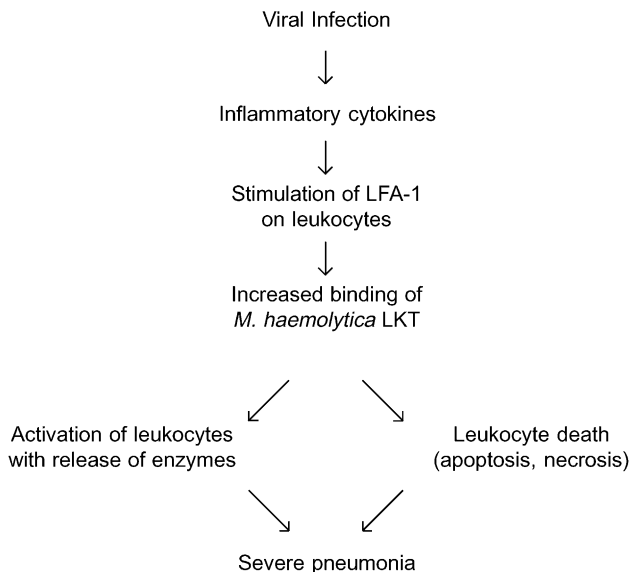 Viral Infection
Inflammatory cytokines
Stimulation of LFA-1
on leukocytes
Increased binding of
M. haemolytica LKT
Activation of leukocytes
with release of enzymes
Leukocyte death
(apoptosis, necrosis)
Severe pneumonia